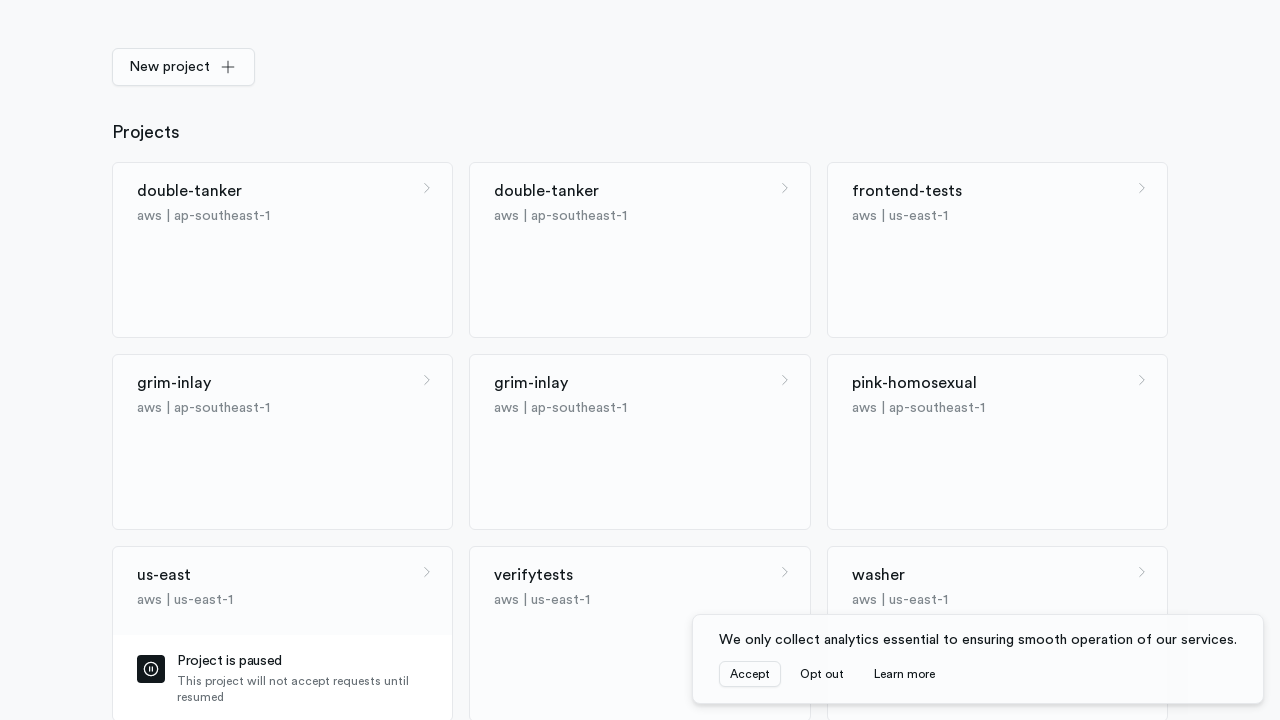 New project
Projects
double-tanker
aws | ap-southeast-1
double-tanker
aws | ap-southeast-1
frontend-tests
aws | us-east-1
grim-inlay
aws | ap-southeast-1
grim-inlay
aws | ap-southeast-1
pink-homosexual
aws | ap-southeast-1
us-east
aws | us-east-1
Project is paused
This project will not accept requests until
resumed
verifytests
aws | us-east-1
washer
aws | us-east-1
We only collect analytics essential to ensuring smooth operation of our services.
Accept
Opt out
Learn more